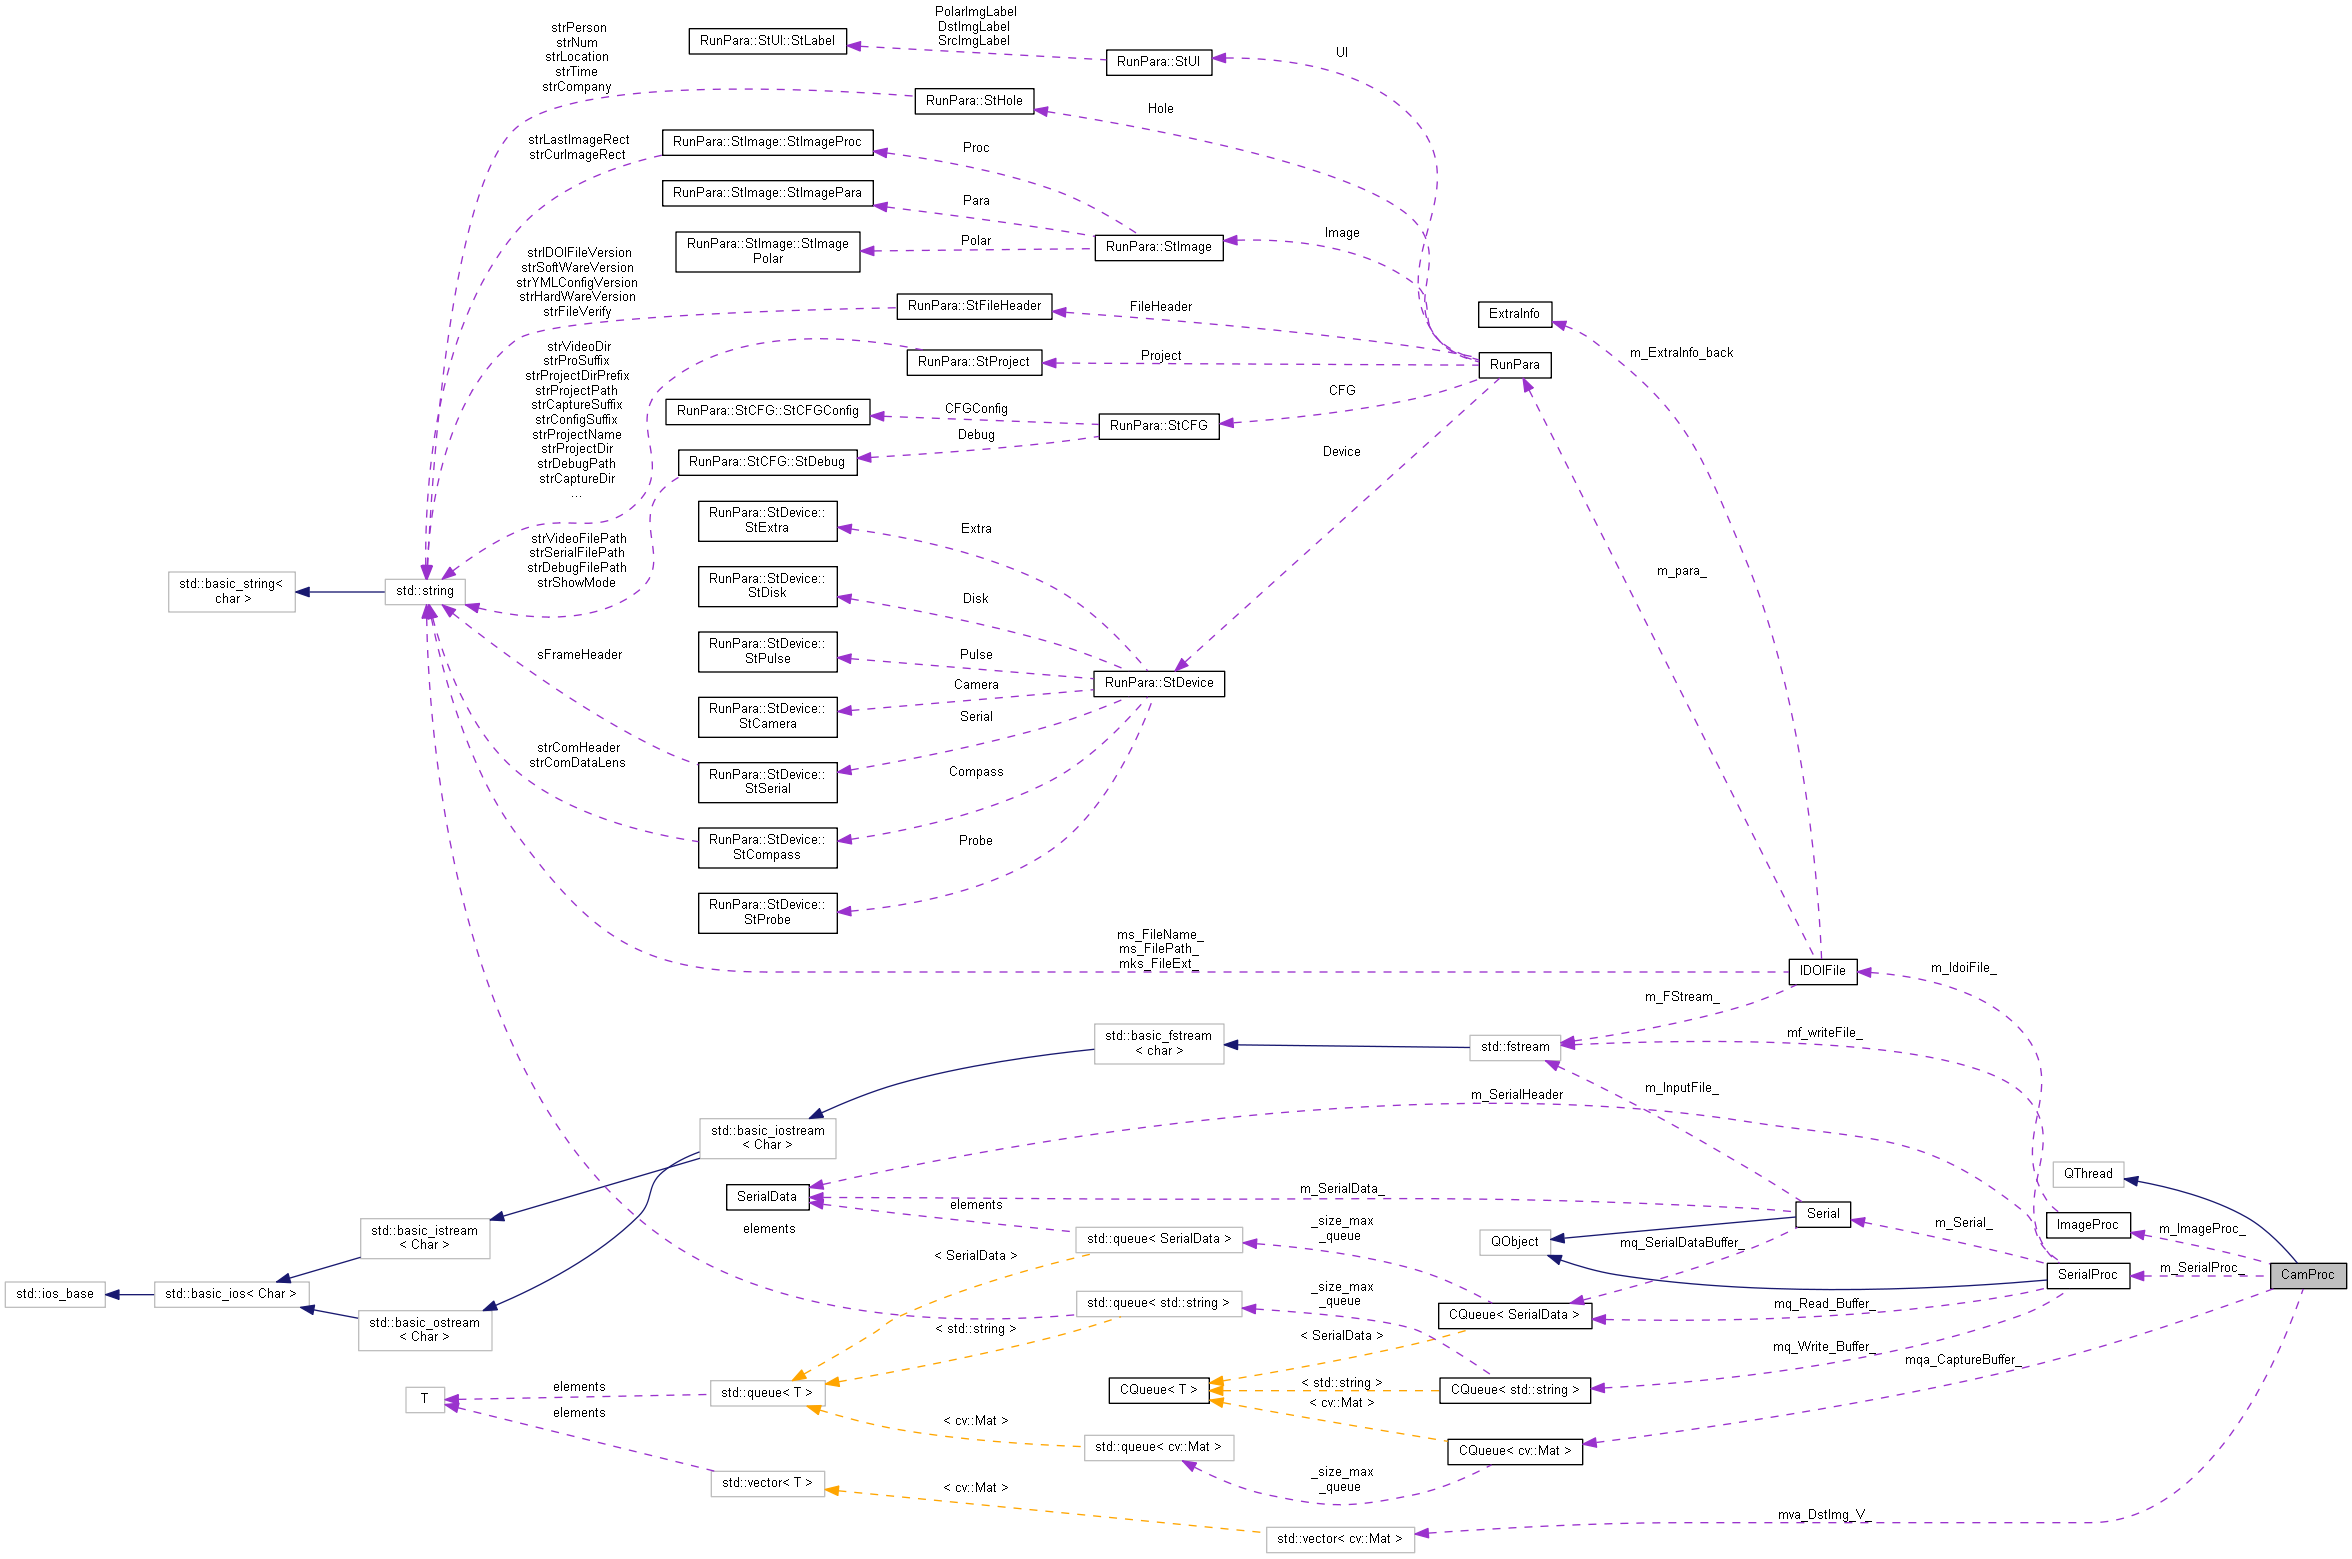 PolarImgLabel
DstImgLabel
SrcImgLabel
strPerson
strNum
strLocation
strTime
strCompany
RunPara::StUI::StLabel
RunPara::StUI
UI
RunPara::StHole
Hole
strLastImageRect
strCurImageRect
RunPara::StImage::StImageProc
Proc
RunPara::StImage::StImagePara
Para
RunPara::StImage::StImage
Polar
Polar
RunPara::StImage
Image
strIDOIFileVersion
strSoftWareVersion
strYMLConfigVersion
strHardWareVersion
strFileVerify
RunPara::StFileHeader
FileHeader
ExtraInfo
strVideoDir
strProSuffix
strProjectDirPrefix
strProjectPath
strCaptureSuffix
strConfigSuffix
strProjectName
strProjectDir
strDebugPath
strCaptureDir
...
RunPara::StProject
Project
RunPara
m_ExtraInfo_back
RunPara::StCFG::StCFGConfig
CFGConfig
RunPara::StCFG
CFG
RunPara::StCFG::StDebug
Debug
Device
RunPara::StDevice::
StExtra
Extra
strVideoFilePath
strSerialFilePath
strDebugFilePath
strShowMode
std::basic_string<
char >
std::string
RunPara::StDevice::
StDisk
Disk
m_para_
sFrameHeader
RunPara::StDevice::
StPulse
Pulse
RunPara::StDevice
Camera
RunPara::StDevice::
StCamera
Serial
strComHeader
strComDataLens
RunPara::StDevice::
StSerial
Compass
RunPara::StDevice::
StCompass
Probe
RunPara::StDevice::
StProbe
ms_FileName_
ms_FilePath_
mks_FileExt_
IDOIFile
m_IdoiFile_
m_FStream_
std::basic_fstream
< char >
std::fstream
mf_writeFile_
m_InputFile_
m_SerialHeader
std::basic_iostream
< Char >
QThread
SerialData
elements
m_SerialData_
elements
Serial
m_Serial_
ImageProc
m_ImageProc_
std::basic_istream
< Char >
std::queue< SerialData >
_size_max
_queue
QObject
mq_SerialDataBuffer_
< SerialData >
SerialProc
m_SerialProc_
CamProc
std::ios_base
std::basic_ios< Char >
std::basic_ostream
< Char >
std::queue< std::string >
_size_max
_queue
CQueue< SerialData >
mq_Read_Buffer_
< std::string >
< SerialData >
mq_Write_Buffer_
mqa_CaptureBuffer_
T
elements
elements
std::queue< T >
CQueue< T >
< std::string >
< cv::Mat >
CQueue< std::string >
< cv::Mat >
std::queue< cv::Mat >
CQueue< cv::Mat >
_size_max
_queue
std::vector< T >
< cv::Mat >
std::vector< cv::Mat >
mva_DstImg_V_